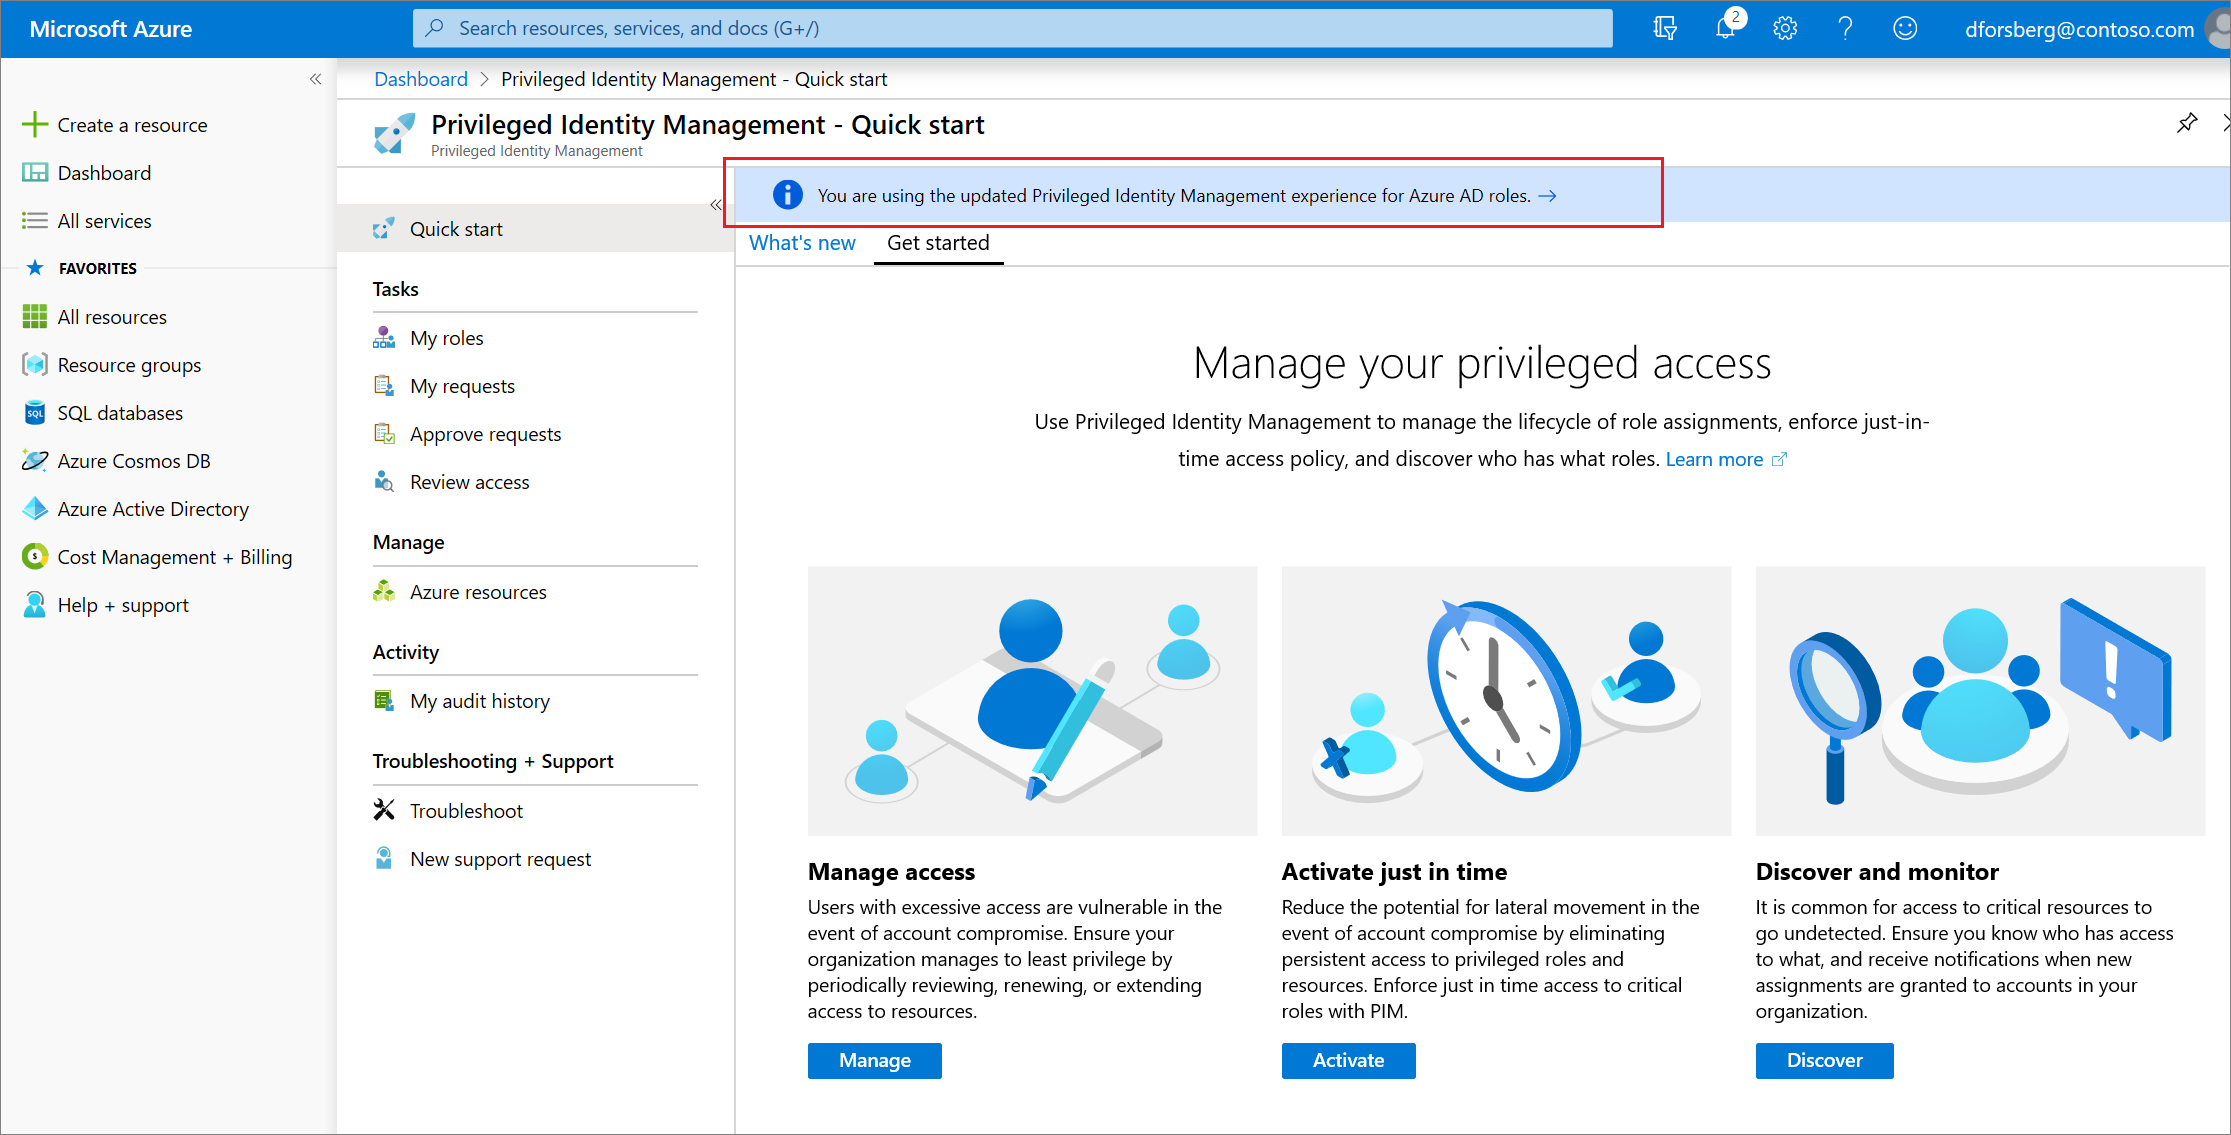 Microsoft Azure
Search resources, services, and docs (G+/)
2
dforsberg@contoso.com
Create a resource
Dashboard
All services
FAVORITES
All resources
Resource groups
SQL
SQL databases
Azure Cosmos DB
Azure Active Directory
$
Cost Management + Billing
Help + support
Dashboard > Privileged Identity Management - Quick start
Privileged Identity Management - Quick start
Privileged Identity Management
Quick start
Tasks
My roles
My requests
Approve requests
Review access
Manage
Azure resources
Activity
My audit history
Troubleshooting + Support
Troubleshoot
New support request
You are using the updated Privileged Identity Management experience for Azure AD roles. →
What's new
Get started
Manage your privileged access
Use Privileged Identity Management to manage the lifecycle of role assignments, enforce just-in-
time access policy, and discover who has what roles. Learn more
Manage access
Users with excessive access are vulnerable in the
event of account compromise. Ensure your
organization manages to least privilege by
periodically reviewing, renewing, or extending
access to resources.
Manage
Activate just in time
Reduce the potential for lateral movement in the
event of account compromise by eliminating
persistent access to privileged roles and
resources. Enforce just in time access to critical
roles with PIM.
Activate
Discover and monitor
It is common for access to critical resources to
go undetected. Ensure you know who has access
to what, and receive notifications when new
assignments are granted to accounts in your
organization.
Discover